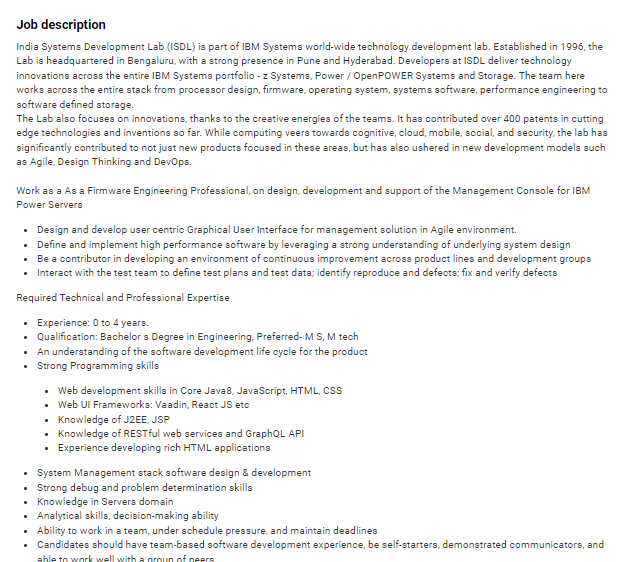 Job description
India Systems Development Lab (ISDL) is part of IBM Systems world-wide technology development lab. Established in 1996, the
Lab is headquartered in Bengaluru, with a strong presence in Pune and Hyderabad. Developers at ISDL deliver technology
innovations across the entire IBM Systems portfolio - z Systems, Power / OpenPOWER Systems and Storage. The team here
works across the entire stack from processor design, firmware, operating system, systems software, performance engineering to
software defined storage.
The Lab also focuses on innovations, thanks to the creative energies of the teams. It has contributed over 400 patents in cutting
edge technologies and inventions so far. While computing veers towards cognitive, cloud, mobile, social, and security, the lab has
significantly contributed to not just new products focused in these areas, but has also ushered in new development models such
as Agile, Design Thinking and DevOps.
Work as a As a Firmware Engineering Professional, on design, development and support of the Management Console for IBM
Power Servers
• Design and develop user centric Graphical User Interface for management solution in Agile environment.
• Define and implement high performance software by leveraging a strong understanding of underlying system design
• Be a contributor in developing an environment of continuous improvement across product lines and development groups
• Interact with the test team to define test plans and test data; identify reproduce and defects; fix and verify defects
Required Technical and Professional Expertise
• Experience: 0 to 4 years.
• Qualification: Bachelor s Degree in Engineering, Preferred- M S, M tech
• An understanding of the software development life cycle for the product
• Strong Programming skills
• Web development skills in Core Java8, JavaScript, HTML, CSS
• Web UI Frameworks: Vaadin, React JS etc
• Knowledge of J2EE, JSP
• Knowledge of RESTful web services and GraphQL API
• Experience developing rich HTML applications
• System Management stack software design & development
• Strong debug and problem determination skills
• Knowledge in Servers domain
• Analytical skills, decision-making ability
• Ability to work in a team, under schedule pressure, and maintain deadlines
• Candidates should have team-based software development experience, be self-starters, demonstrated communicators, and
able to work well with a group of peers